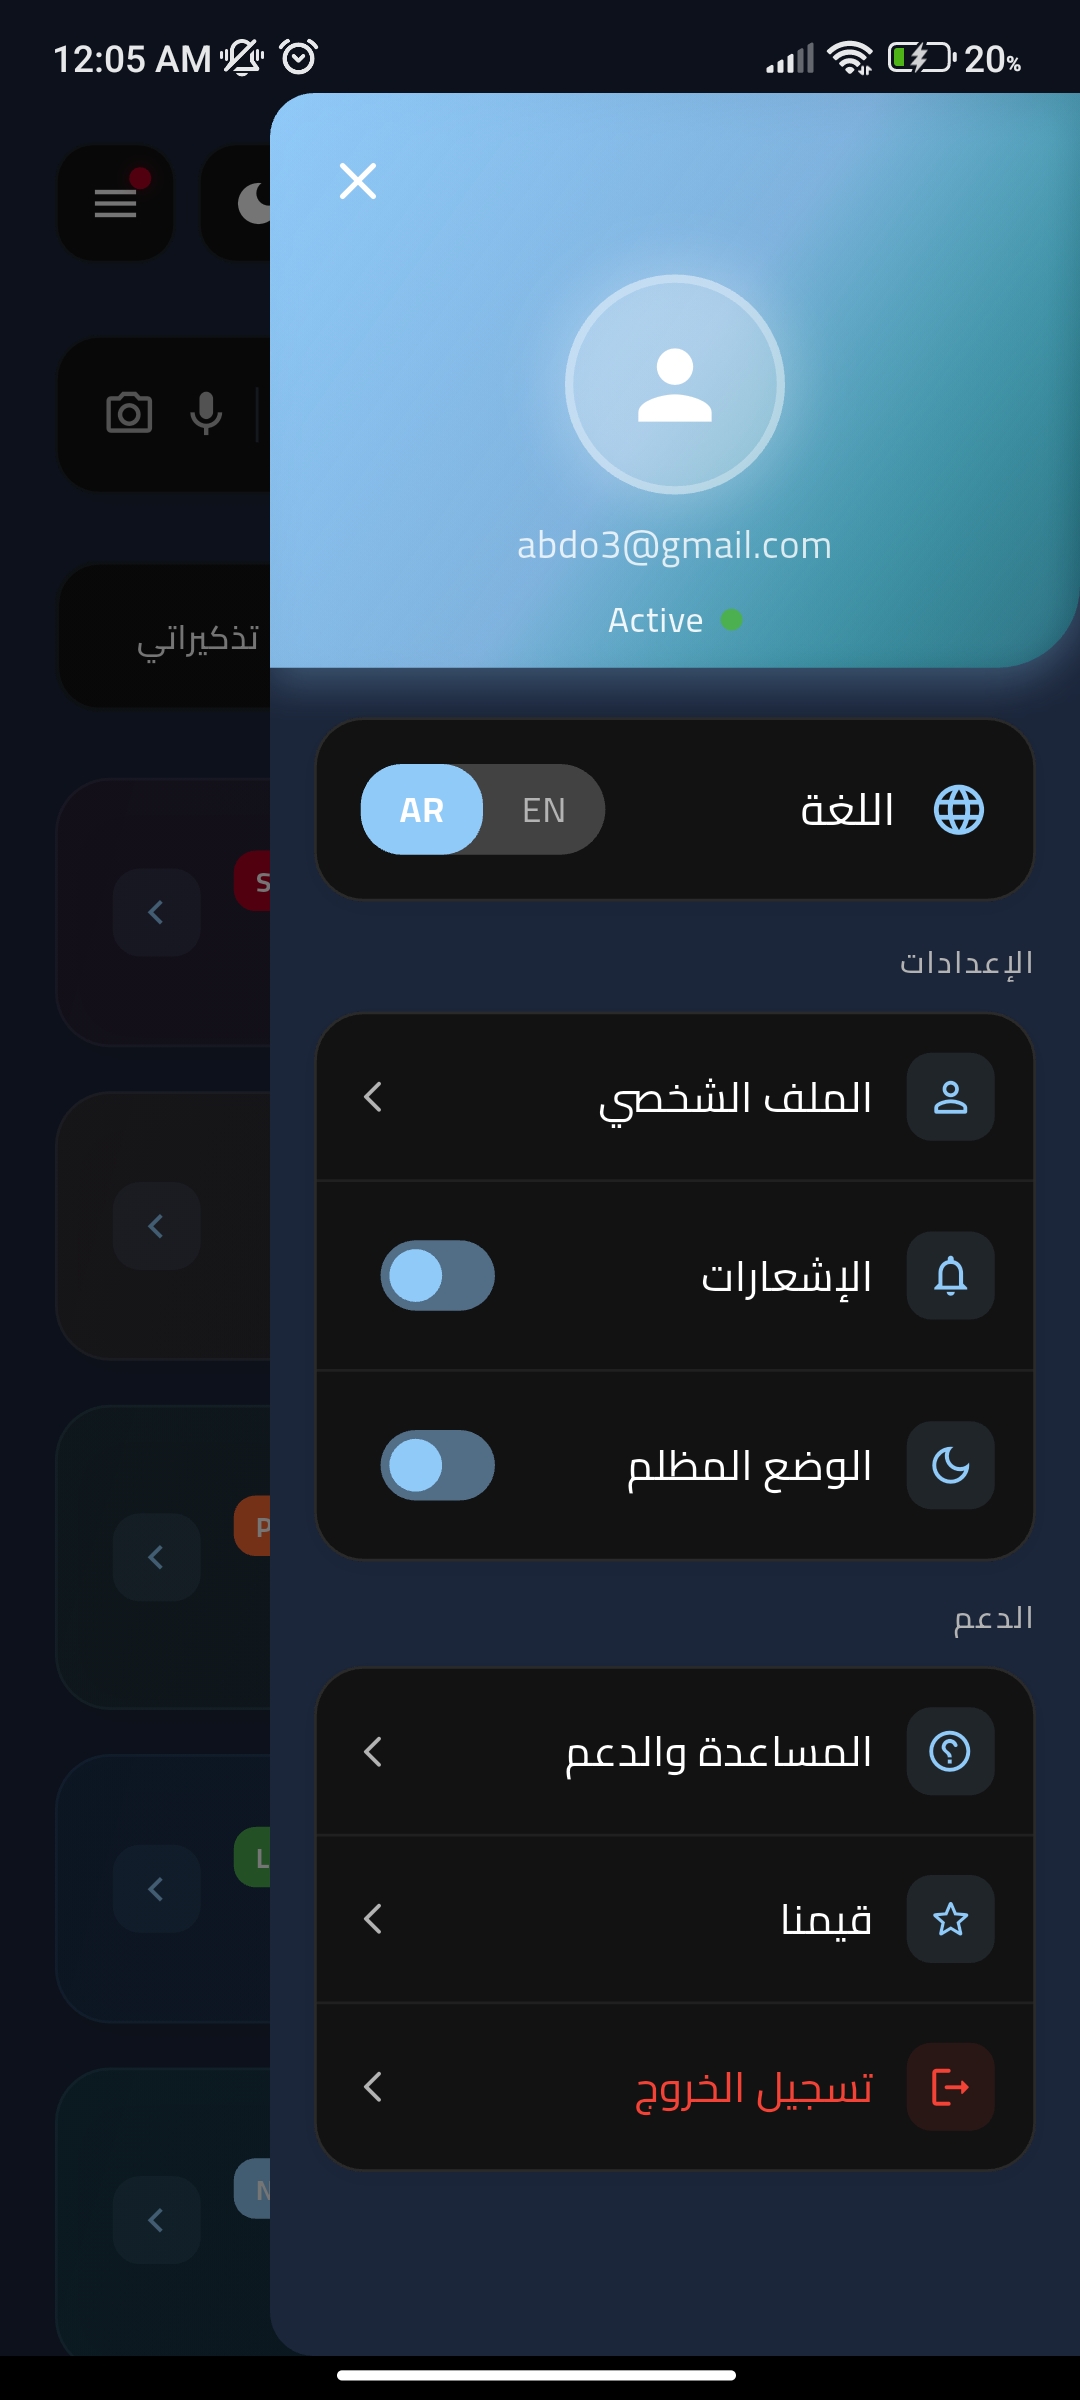 12:05 AM
20%
abdo3@gmail.com
Active
تذكيراتي
اللغة
EN
AR
S
الإعدادات
الملف الشخصي
الإشعارات
الوضع المظلم
P
الدعم
المساعدة والدعم
L
قيمنا
تسجيل الخروج
N